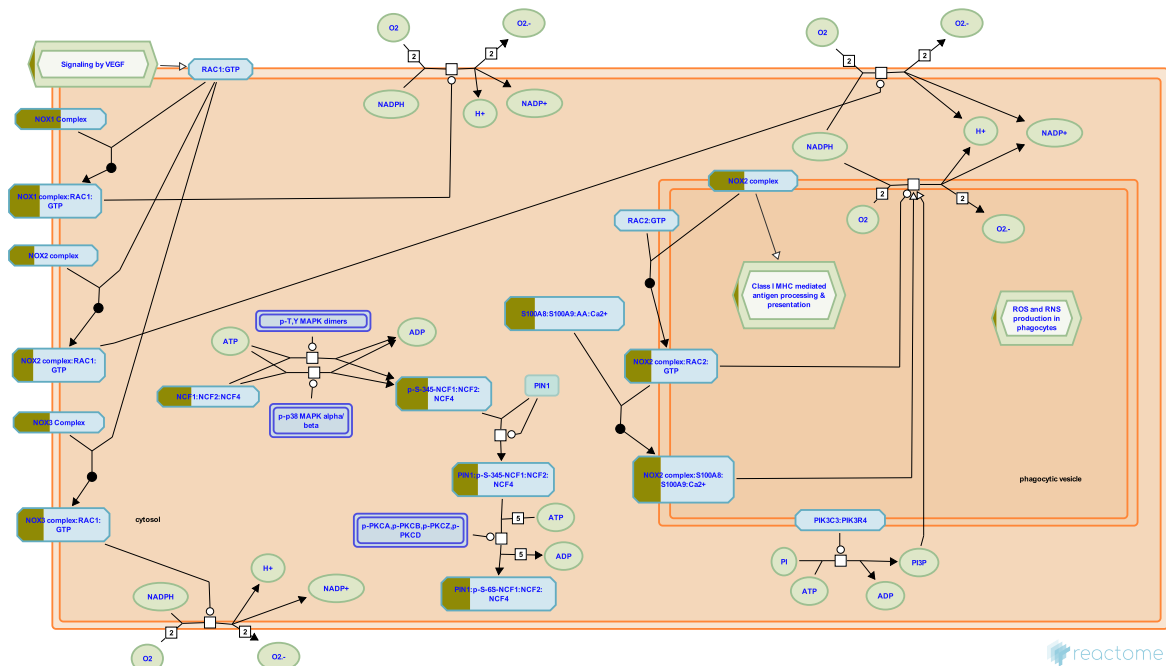 O2
O2.-
O2
O2.-
2
2
2
2
Signaling by VEGF
RAC1:GTP
NADPH
H+
NADP+
NOX1 Complex
NADPH
H+
NADP+
NOX2 complex
2
2
O2
O2.-
NOX1 complex:RAC1:
GTP
RAC2:GTP
NOX2 complex
Class I MHC mediated
antigen processing &
presentation
ROS and RNS
production in
phagocytes
S100A8:S100A9:AA:Ca2+
p-T,Y MAPK dimers
ATP
ADP
NOX2 complex:RAC1:
GTP
NOX2 complex:RAC2:
GTP
NCF1:NCF2:NCF4
p-S-345-NCF1:NCF2:
NCF4
PIN1
p-p38 MAPK alpha/
beta
NOX3 Complex
PIN1:p-S-345-NCF1:NCF2:
NCF4
NOX2 complex:S100A8:
S100A9:Ca2+
phagocytic vesicle
NOX3 complex:RAC1:
GTP
cytosol
p-PKCA,p-PKCB,p-PKCZ,p-
PKCD
5
ATP
5
ADP
PIK3C3:PIK3R4
PI
PI3P
ATP
ADP
PIN1:p-S-6S-NCF1:NCF2:
NCF4
H+
NADPH
NADP+
2
2
O2
O2.-
reactome